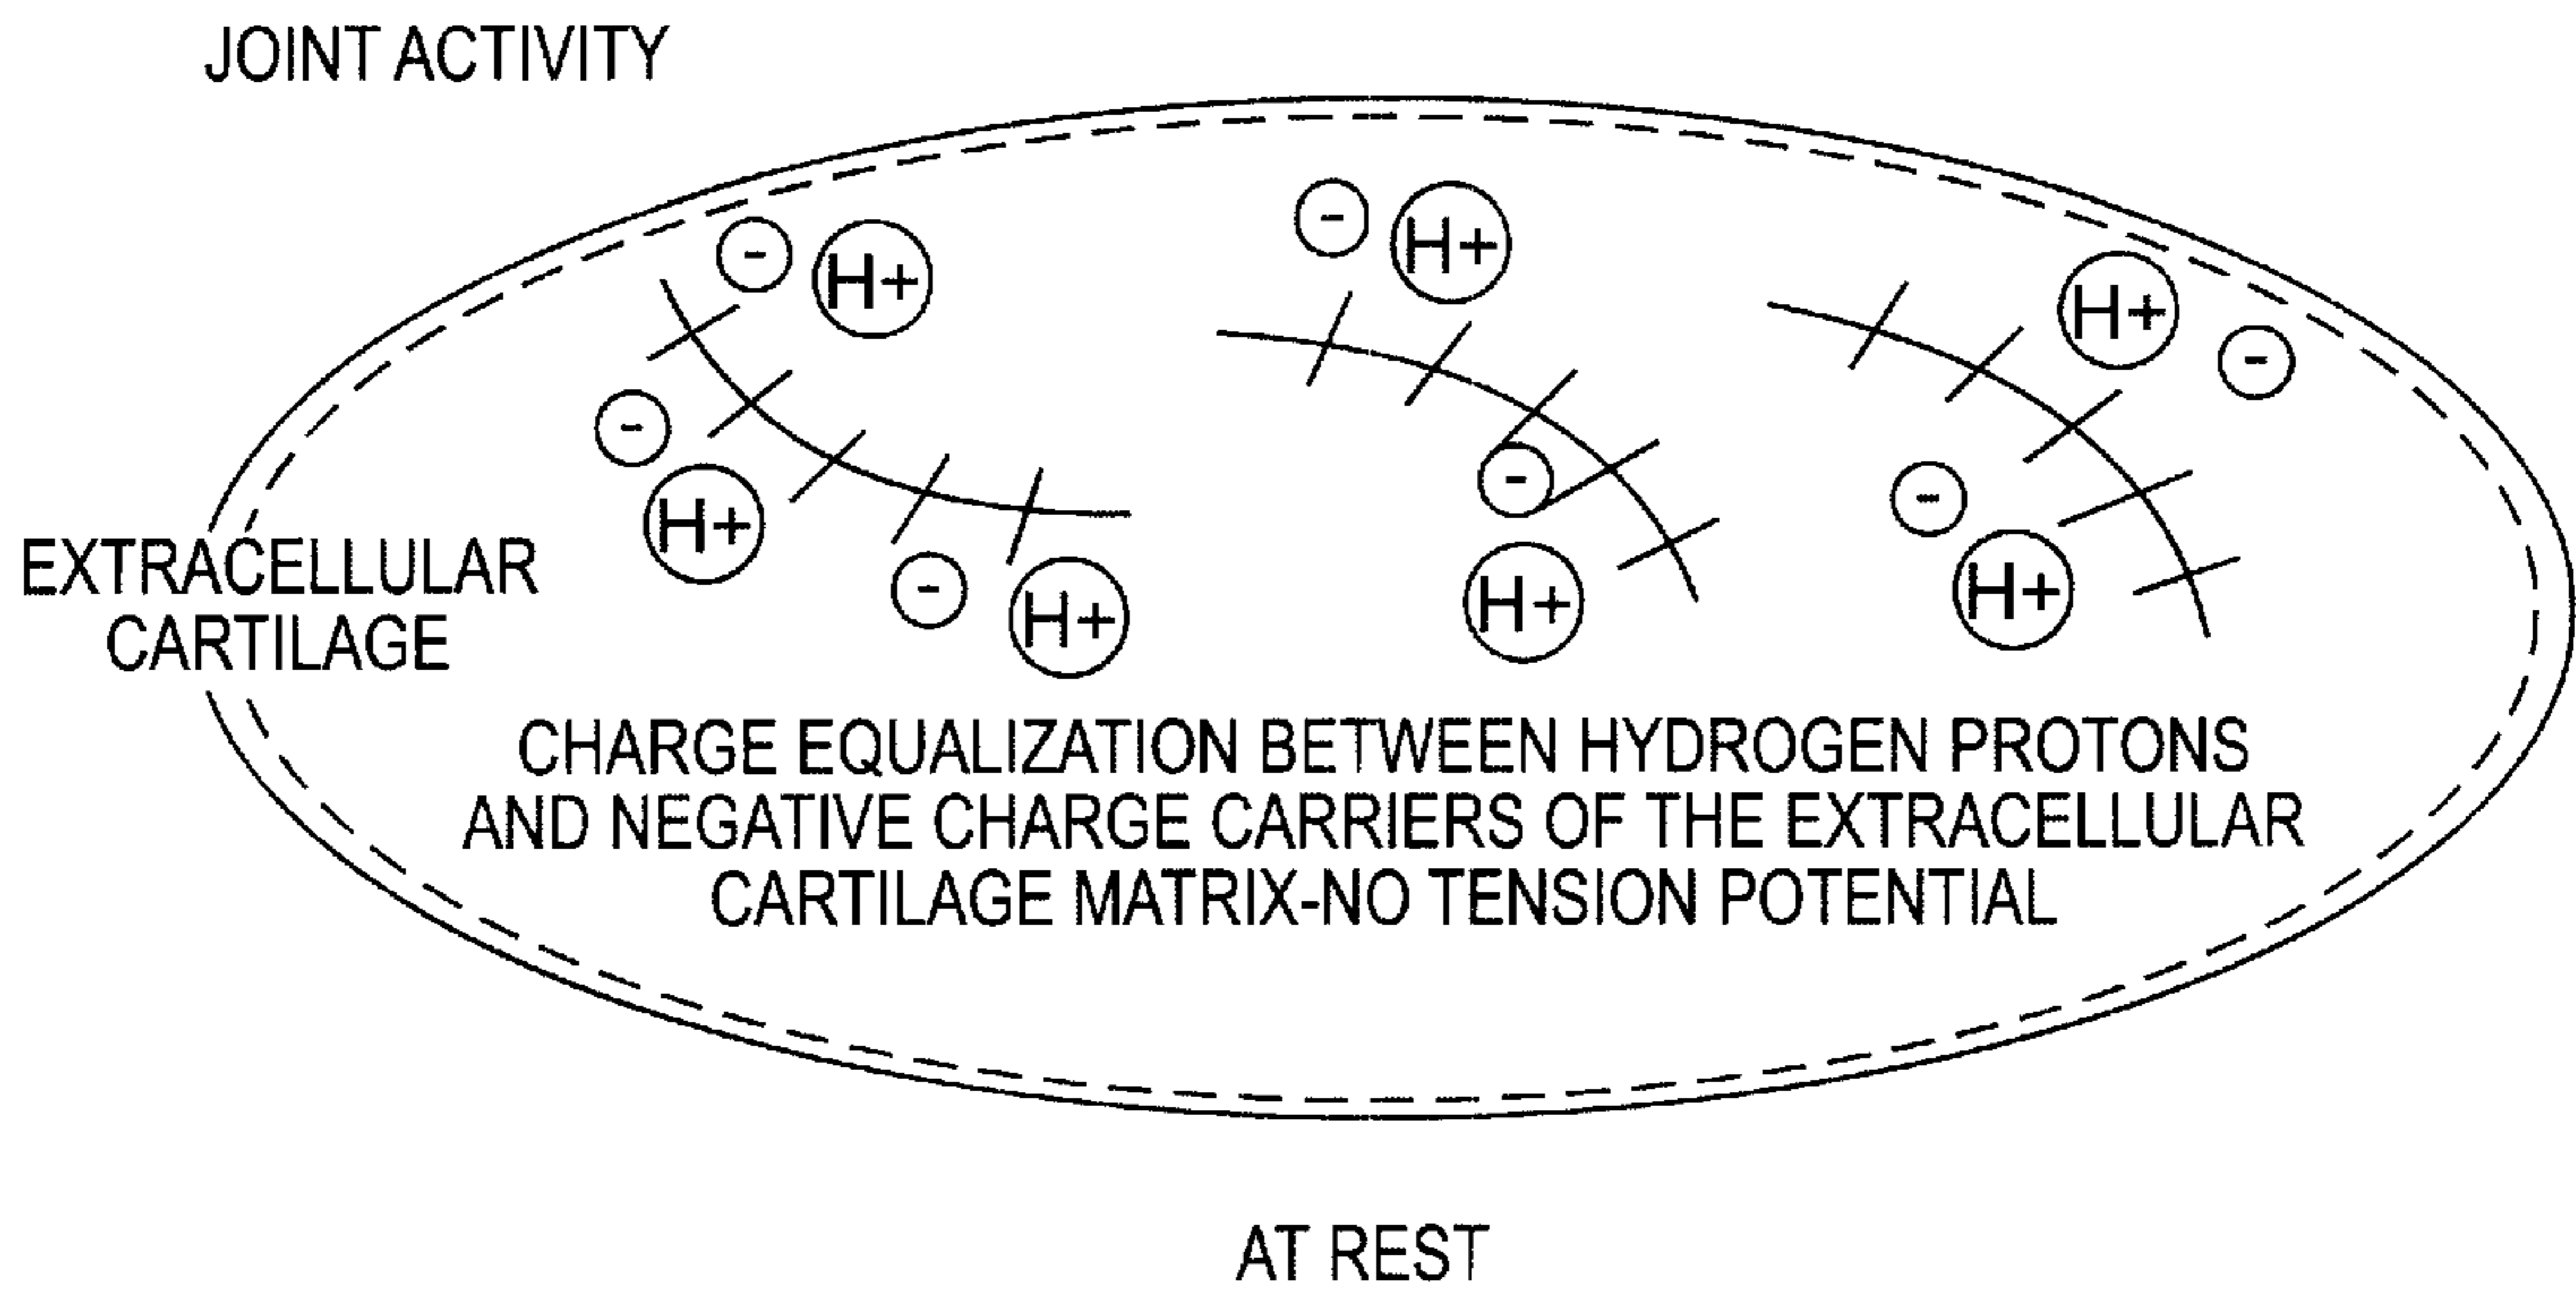 JOINT ACTIVITY
- H+
- H+
H+ -
- H+
- H+
- H+
- H+
EXTRACELLULAR
CARTILAGE
CHARGE EQUALIZATION BETWEEN HYDROGEN PROTONS
AND NEGATIVE CHARGE CARRIERS OF THE EXTRACELLULAR
CARTILAGE MATRIX-NO TENSION POTENTIAL
AT REST